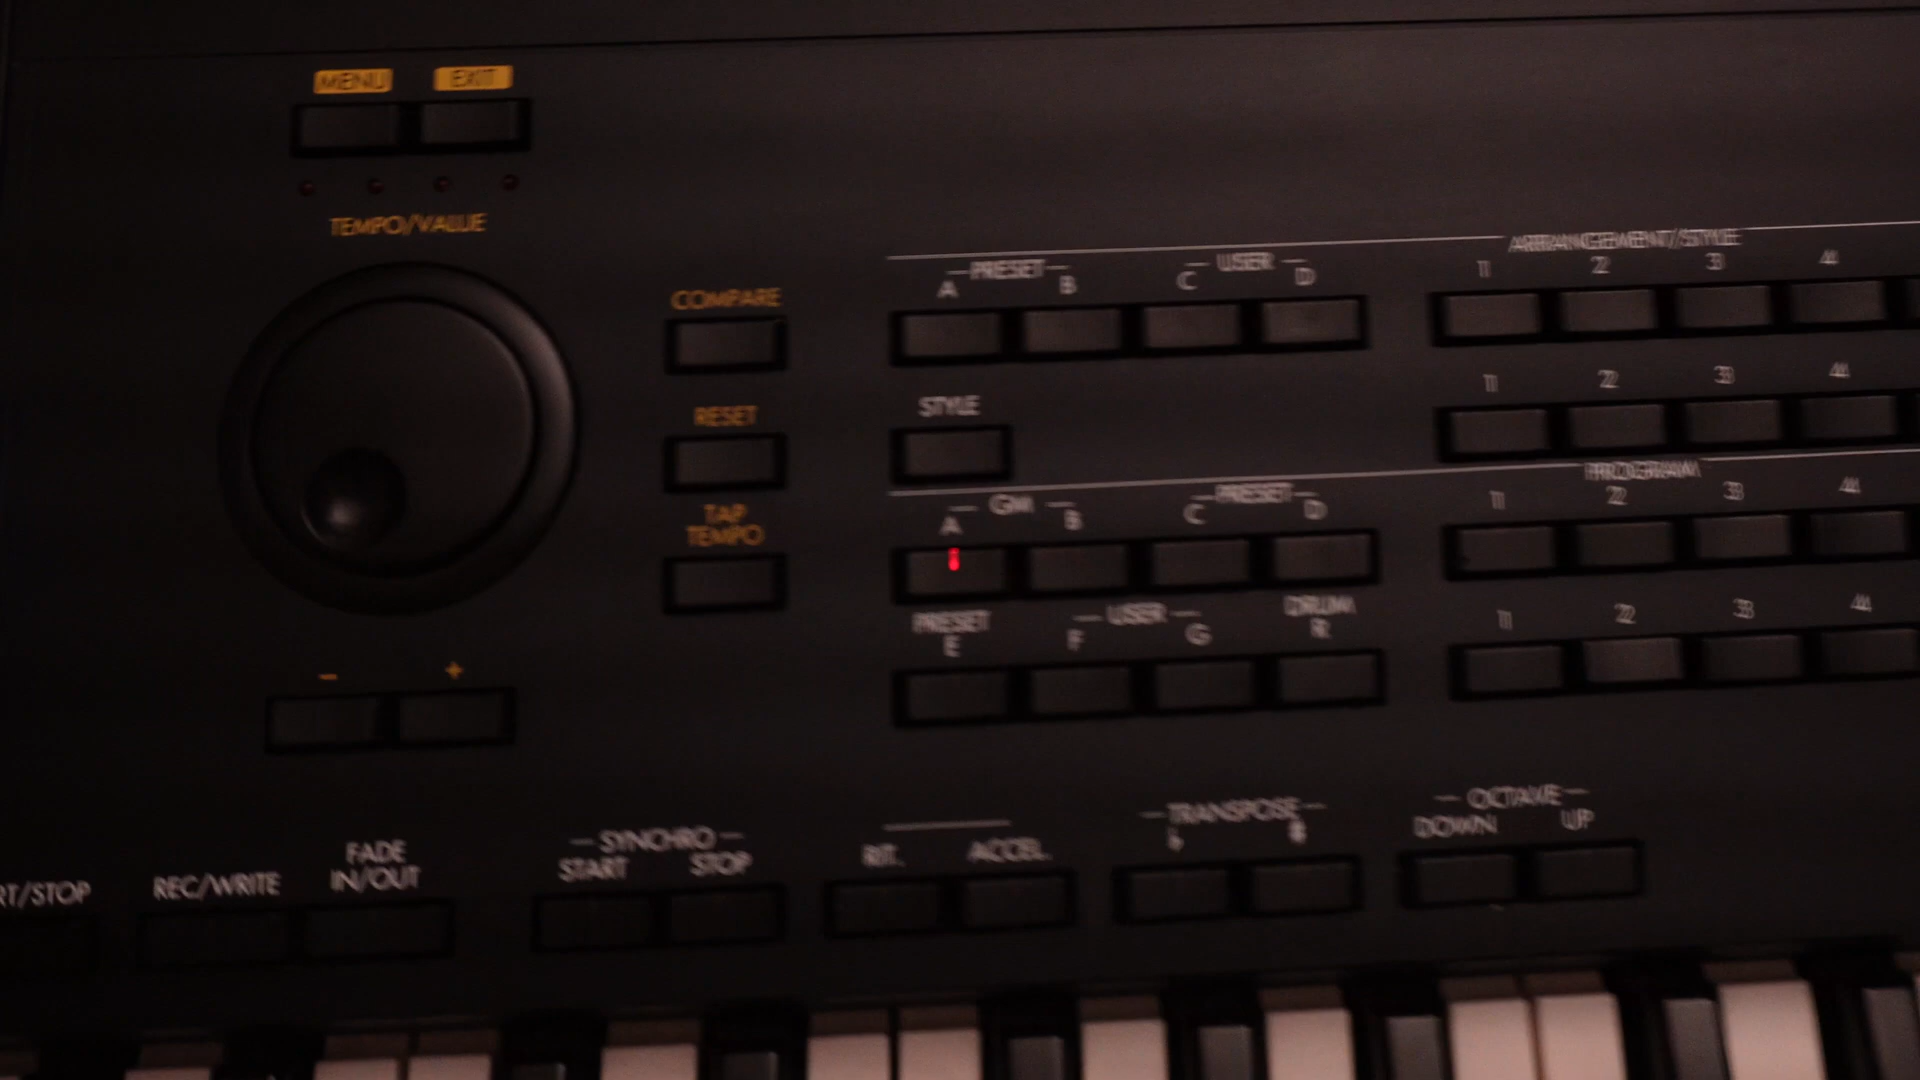 MENU EXIT
TEMPO/VALUE
COMPARE
RESET
TAP
TEMPO
- +
PRESET USER
A B C D
STYLE
GM PRESET
A B C D
PRESET USER DRUM
E F G R
ARRANGEMENT/STYLE
1 2 3 4
1 2 3 4
PROGRAM
1 2 3 4
1 2 3 4
RT/STOP
REC/WRITE
FADE
IN/OUT
SYNCHRO
START STOP
RIT. ACCEL.
TRANSPOSE
♭ ♯
OCTAVE
DOWN UP